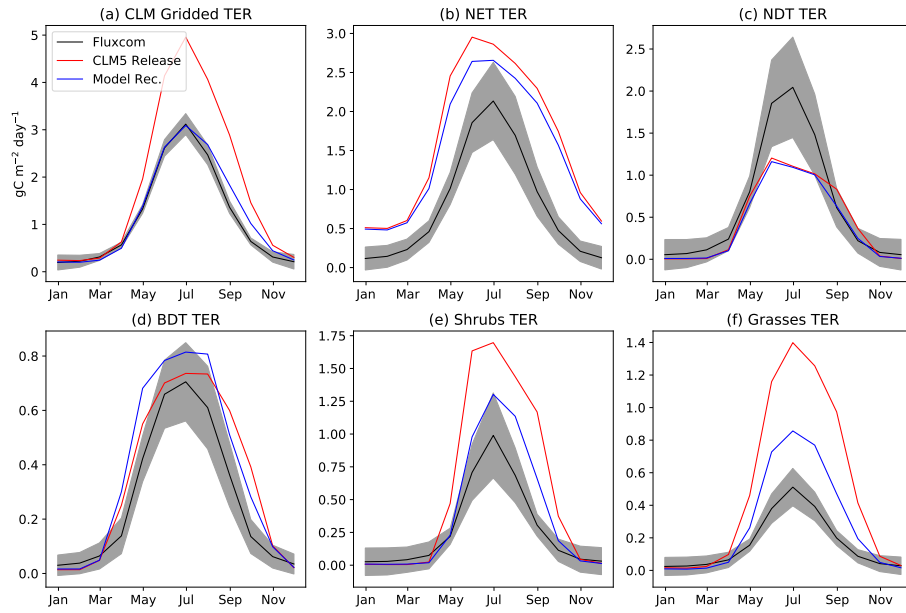 (a) CLM Gridded TER
Fluxcom
CLM5 Release
Model Rec.
gC m⁻² day⁻¹
5
4
3
2
1
0
Jan Mar May Jul Sep Nov
(b) NET TER
3.0
2.5
2.0
1.5
1.0
0.5
0.0
Jan Mar May Jul Sep Nov
(c) NDT TER
2.5
2.0
1.5
1.0
0.5
0.0
Jan Mar May Jul Sep Nov
(d) BDT TER
0.8
0.6
0.4
0.2
0.0
Jan Mar May Jul Sep Nov
(e) Shrubs TER
1.75
1.50
1.25
1.00
0.75
0.50
0.25
0.00
Jan Mar May Jul Sep Nov
(f) Grasses TER
1.4
1.2
1.0
0.8
0.6
0.4
0.2
0.0
Jan Mar May Jul Sep Nov